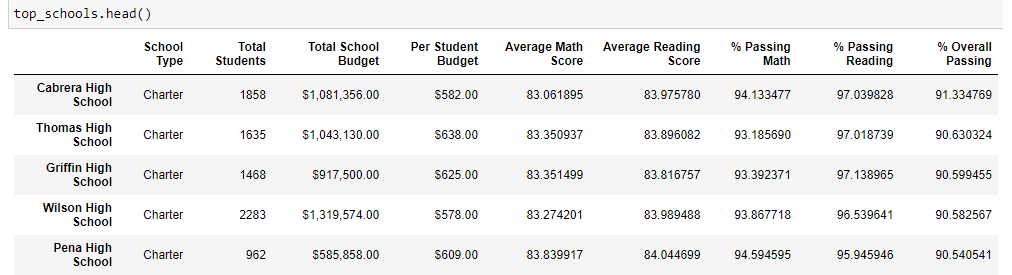 top_schools.head()
School Type Total Students Total School Budget Per Student Budget Average Math Score Average Reading Score % Passing Math % Passing Reading % Overall Passing
Cabrera High School Charter 1858 $1,081,356.00 $582.00 83.061895 83.975780 94.133477 97.039828 91.334769
Thomas High School Charter 1635 $1,043,130.00 $638.00 83.350937 83.896082 93.185690 97.018739 90.630324
Griffin High School Charter 1468 $917,500.00 $625.00 83.351499 83.816757 93.392371 97.138965 90.599455
Wilson High School Charter 2283 $1,319,574.00 $578.00 83.274201 83.989488 93.867718 96.539641 90.582567
Pena High School Charter 962 $585,858.00 $609.00 83.839917 84.044699 94.594595 95.945946 90.540541